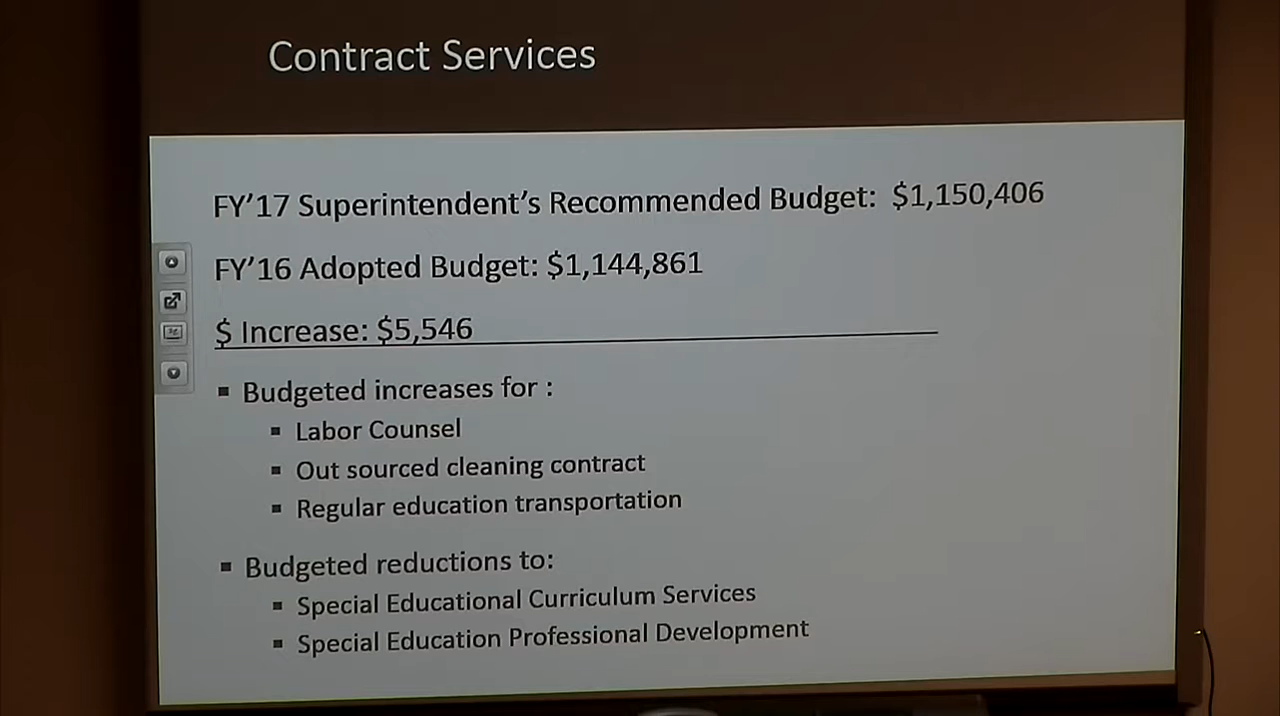 Contract Services
FY'17 Superintendent's Recommended Budget: $1,150,406
FY'16 Adopted Budget: $1,144,861
$ Increase: $5,546
▪ Budgeted increases for :
▪ Labor Counsel
▪ Out sourced cleaning contract
▪ Regular education transportation
▪ Budgeted reductions to:
▪ Special Educational Curriculum Services
▪ Special Education Professional Development